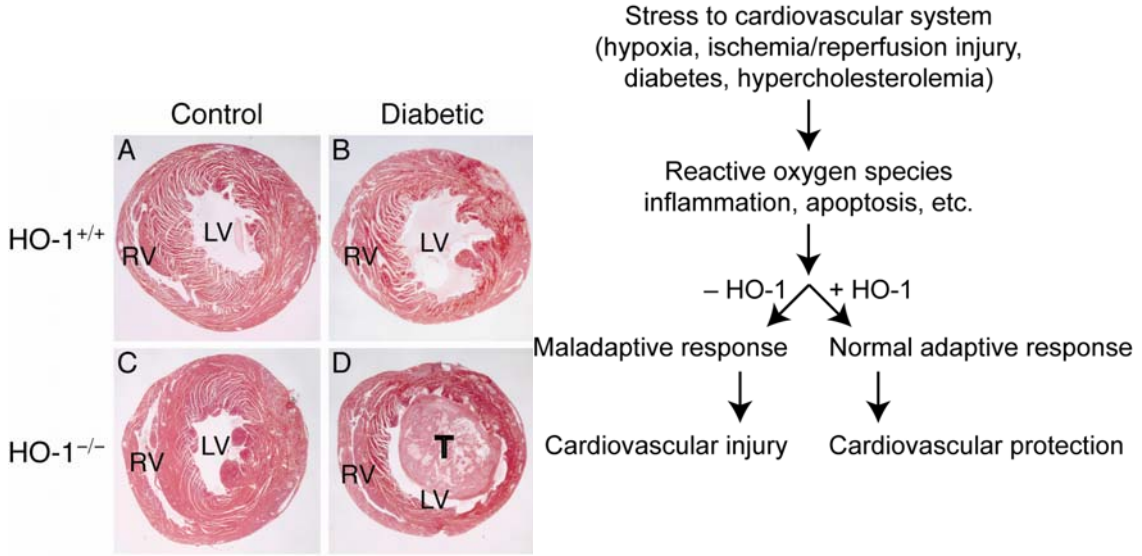 Control
Diabetic
HO-1+/+
A
LV
RV
B
LV
RV
HO-1–/–
C
LV
RV
D
T
RV
LV
Stress to cardiovascular system
(hypoxia, ischemia/reperfusion injury,
diabetes, hypercholesterolemia)
Reactive oxygen species
inflammation, apoptosis, etc.
– HO-1
+ HO-1
Maladaptive response
Normal adaptive response
Cardiovascular injury
Cardiovascular protection